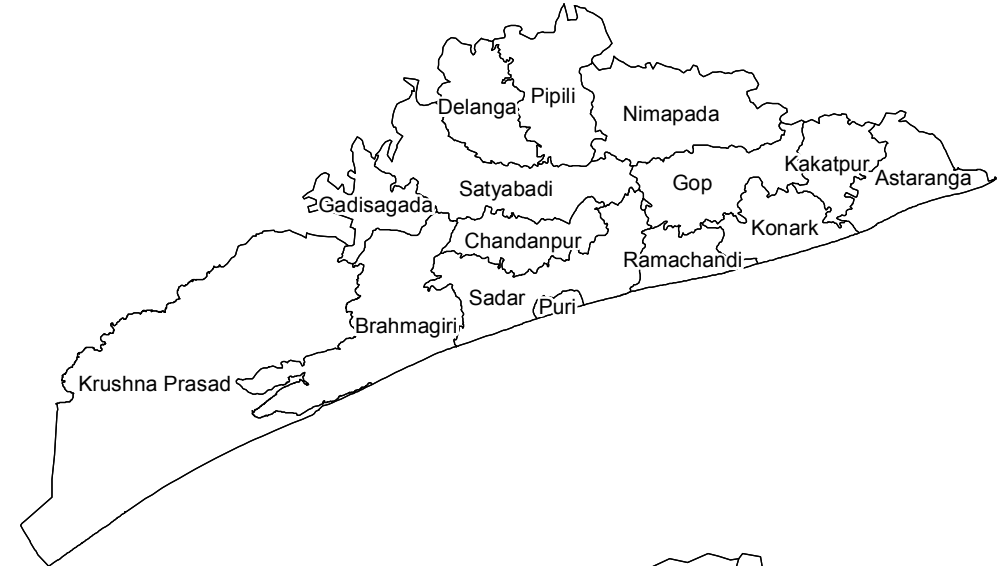 Pipili
Delanga
Nimapada
Kakatpur
Astaranga
Gop
Satyabadi
Gadisagada
Konark
Chandanpur
Ramachandi
Sadar
Puri
Brahmagiri
Krushna Prasad